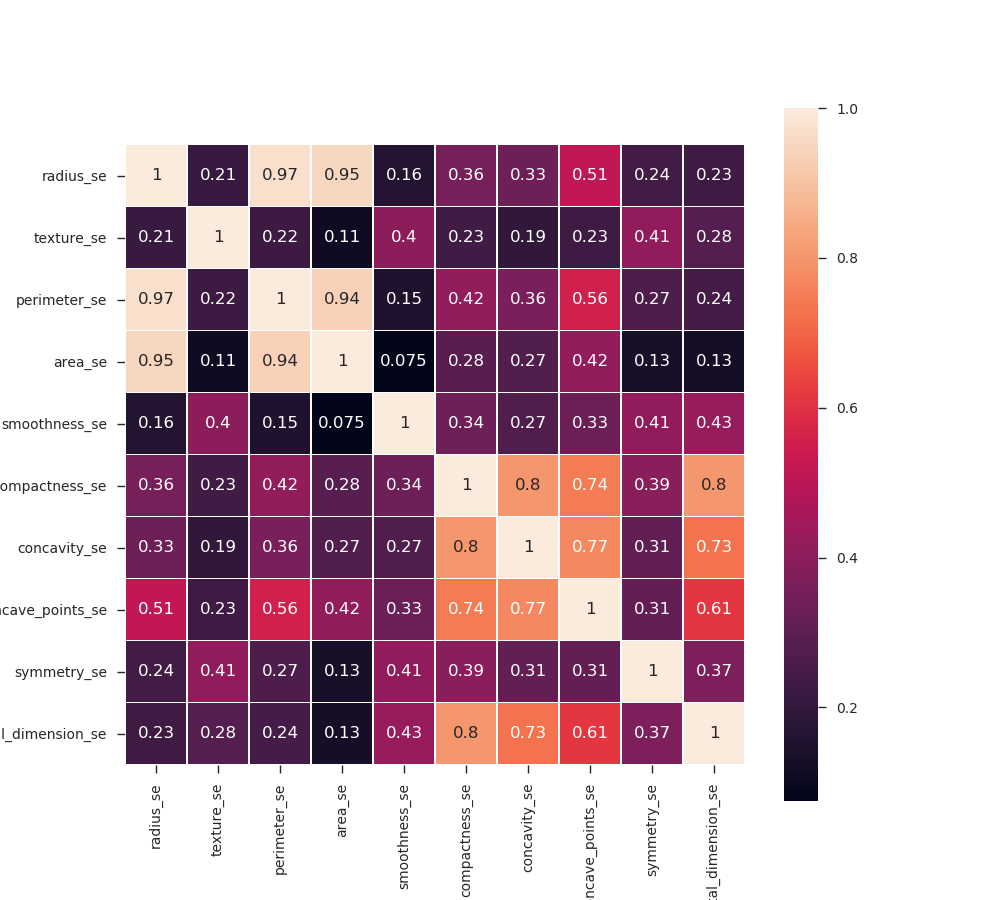 1.0
radius_se 1 0.21 0.97 0.95 0.16 0.36 0.33 0.51 0.24 0.23
texture_se 0.21 1 0.22 0.11 0.4 0.23 0.19 0.23 0.41 0.28
0.8
perimeter_se 0.97 0.22 1 0.94 0.15 0.42 0.36 0.56 0.27 0.24
area_se 0.95 0.11 0.94 1 0.075 0.28 0.27 0.42 0.13 0.13
0.6
smoothness_se 0.16 0.4 0.15 0.075 1 0.34 0.27 0.33 0.41 0.43
ompactness_se 0.36 0.23 0.42 0.28 0.34 1 0.8 0.74 0.39 0.8
concavity_se 0.33 0.19 0.36 0.27 0.27 0.8 1 0.77 0.31 0.73
0.4
ncave_points_se 0.51 0.23 0.56 0.42 0.33 0.74 0.77 1 0.31 0.61
symmetry_se 0.24 0.41 0.27 0.13 0.41 0.39 0.31 0.31 1 0.37
0.2
l_dimension_se 0.23 0.28 0.24 0.13 0.43 0.8 0.73 0.61 0.37 1
radius_se
texture_se
perimeter_se
area_se
smoothness_se
compactness_se
concavity_se
ncave_points_se
symmetry_se
tal_dimension_se